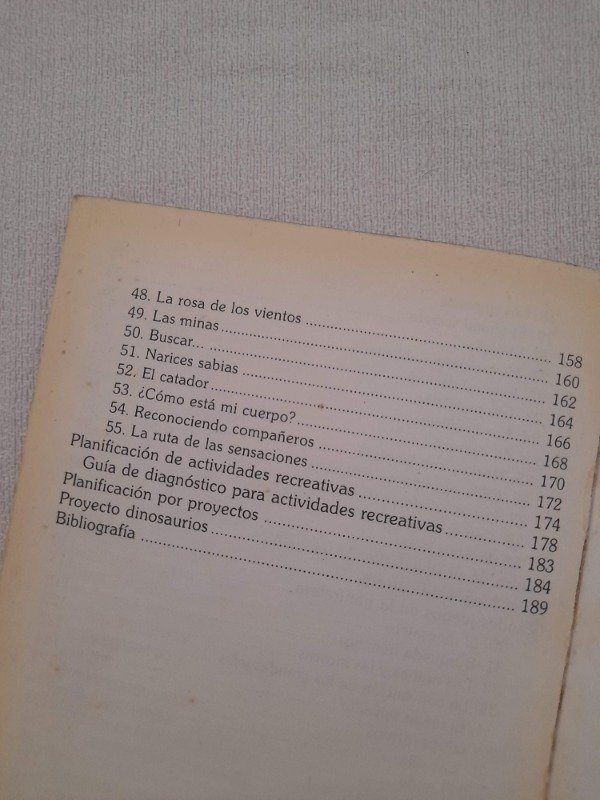 48. La rosa de los vientos ........................ 158
49. Las minas ........................ 160
50. Buscar... ........................ 162
51. Narices sabias ........................ 164
52. El catador ........................ 166
53. ¿Cómo está mi cuerpo? ........................ 168
54. Reconociendo compañeros ........................ 170
55. La ruta de las sensaciones ........................ 172
Planificación de actividades recreativas ........................ 174
Guía de diagnóstico para actividades recreativas ........................ 178
Planificación por proyectos ........................ 183
Proyecto dinosaurios ........................ 184
Bibliografía ........................ 189